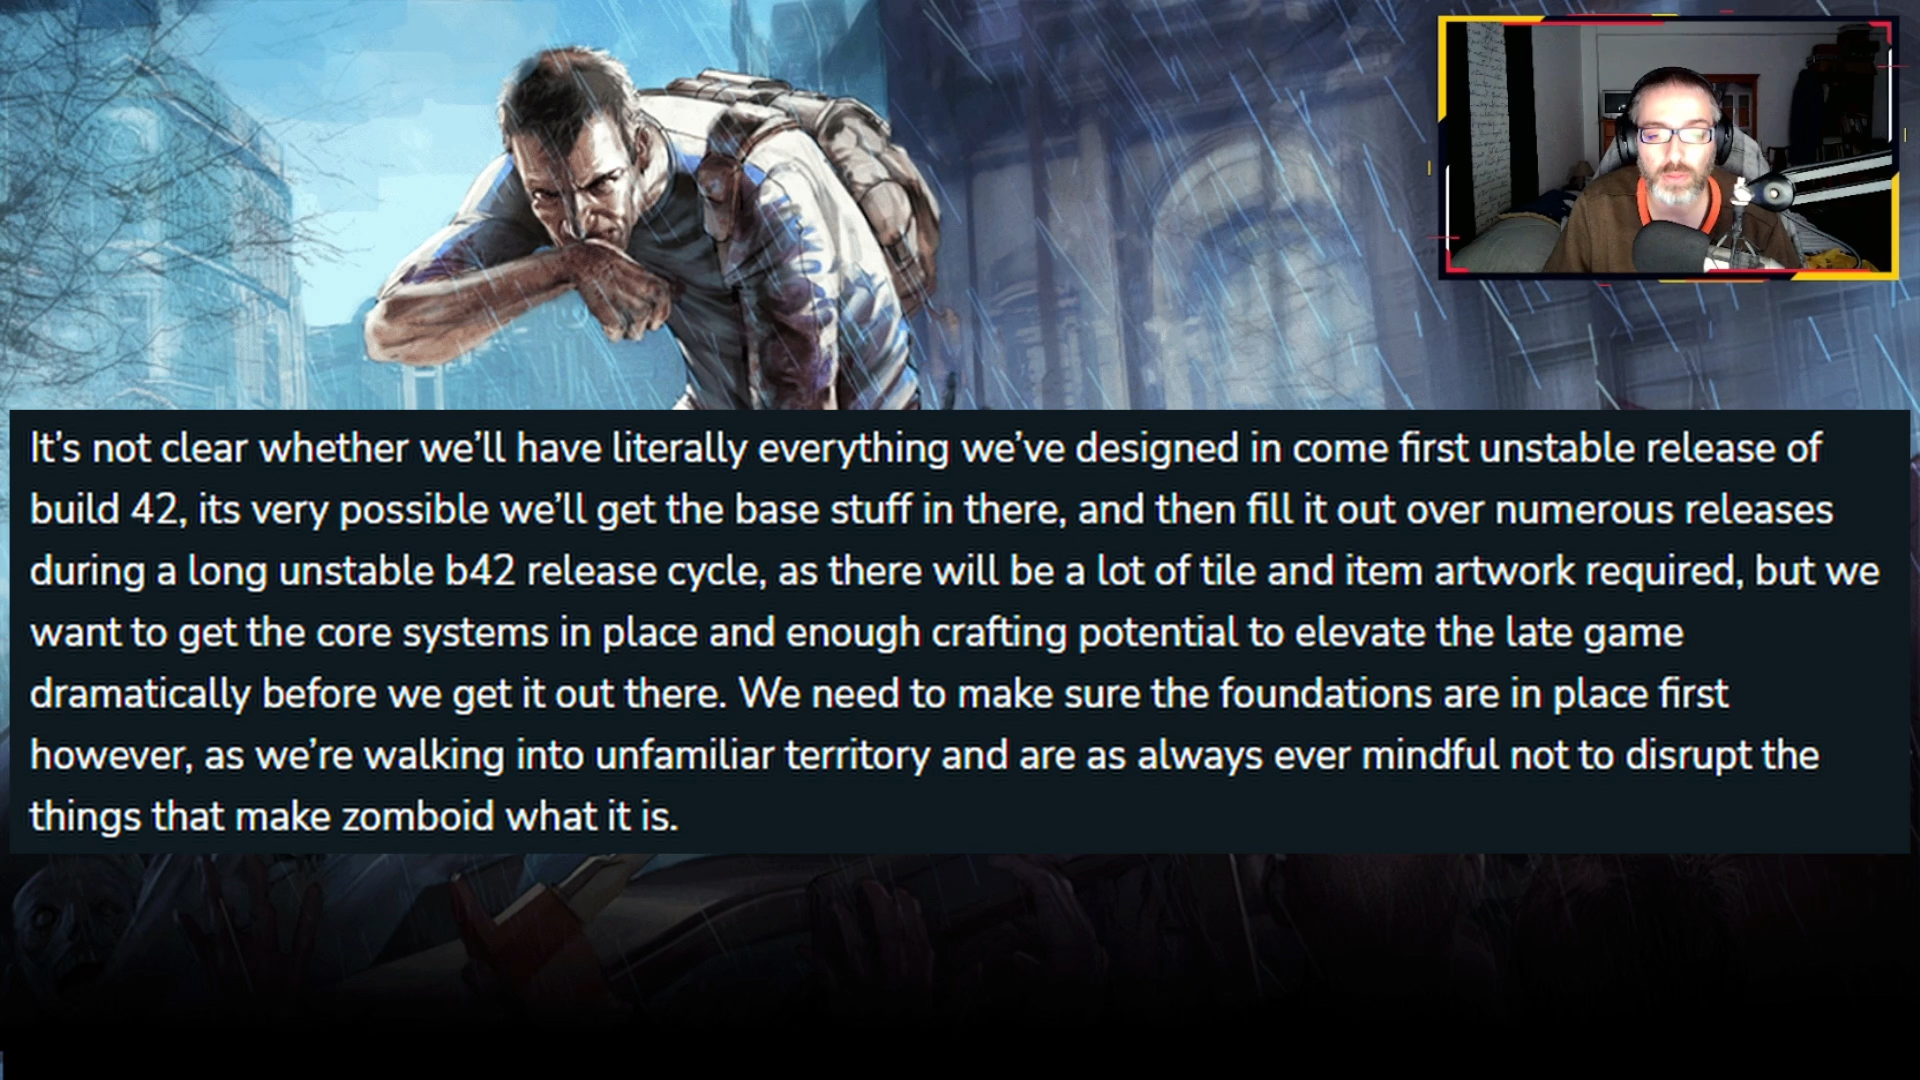 It's not clear whether we'll have literally everything we've designed in come first unstable release of
build 42, its very possible we'll get the base stuff in there, and then fill it out over numerous releases
during a long unstable b42 release cycle, as there will be a lot of tile and item artwork required, but we
want to get the core systems in place and enough crafting potential to elevate the late game
dramatically before we get it out there. We need to make sure the foundations are in place first
however, as we're walking into unfamiliar territory and are as always ever mindful not to disrupt the
things that make zomboid what it is.